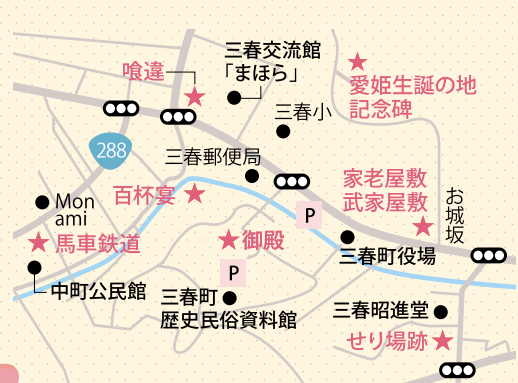 三春交流館
「まほら」
喰違
愛姫生誕の地
記念碑
三春小
288
三春郵便局
家老屋敷
武家屋敷
百杯宴
Mon
ami
P
お城坂
馬車鉄道
御殿
三春町役場
P
中町公民館
三春町
歴史民俗資料館
三春昭進堂
せり場跡